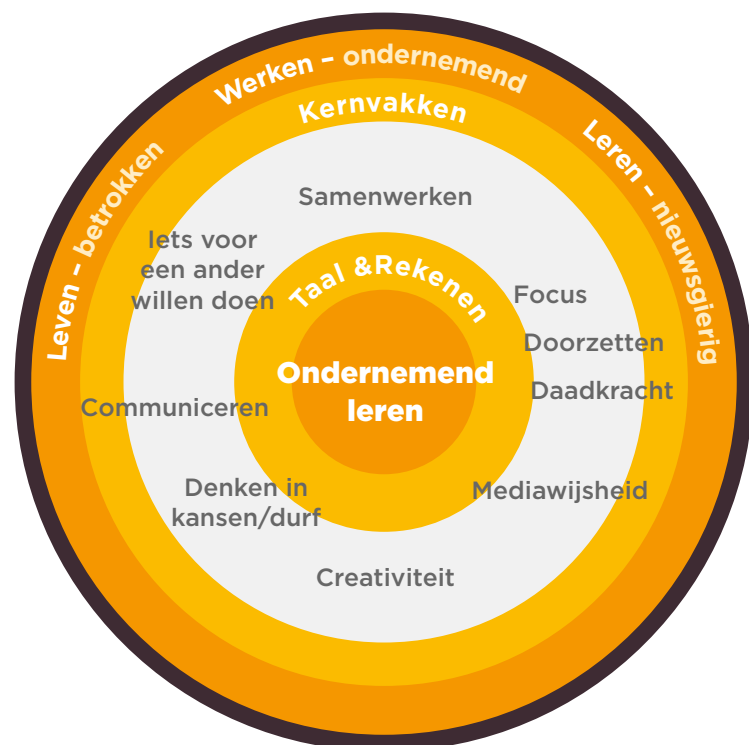 Leven – betrokken
Werken – ondernemend
Leren – nieuwsgierig
Kernvakken
Samenwerken
Iets voor
een ander
willen doen
Focus
Doorzetten
Daadkracht
Communiceren
Denken in
kansen/durf
Mediawijsheid
Creativiteit
Taal &Rekenen
Ondernemend
leren